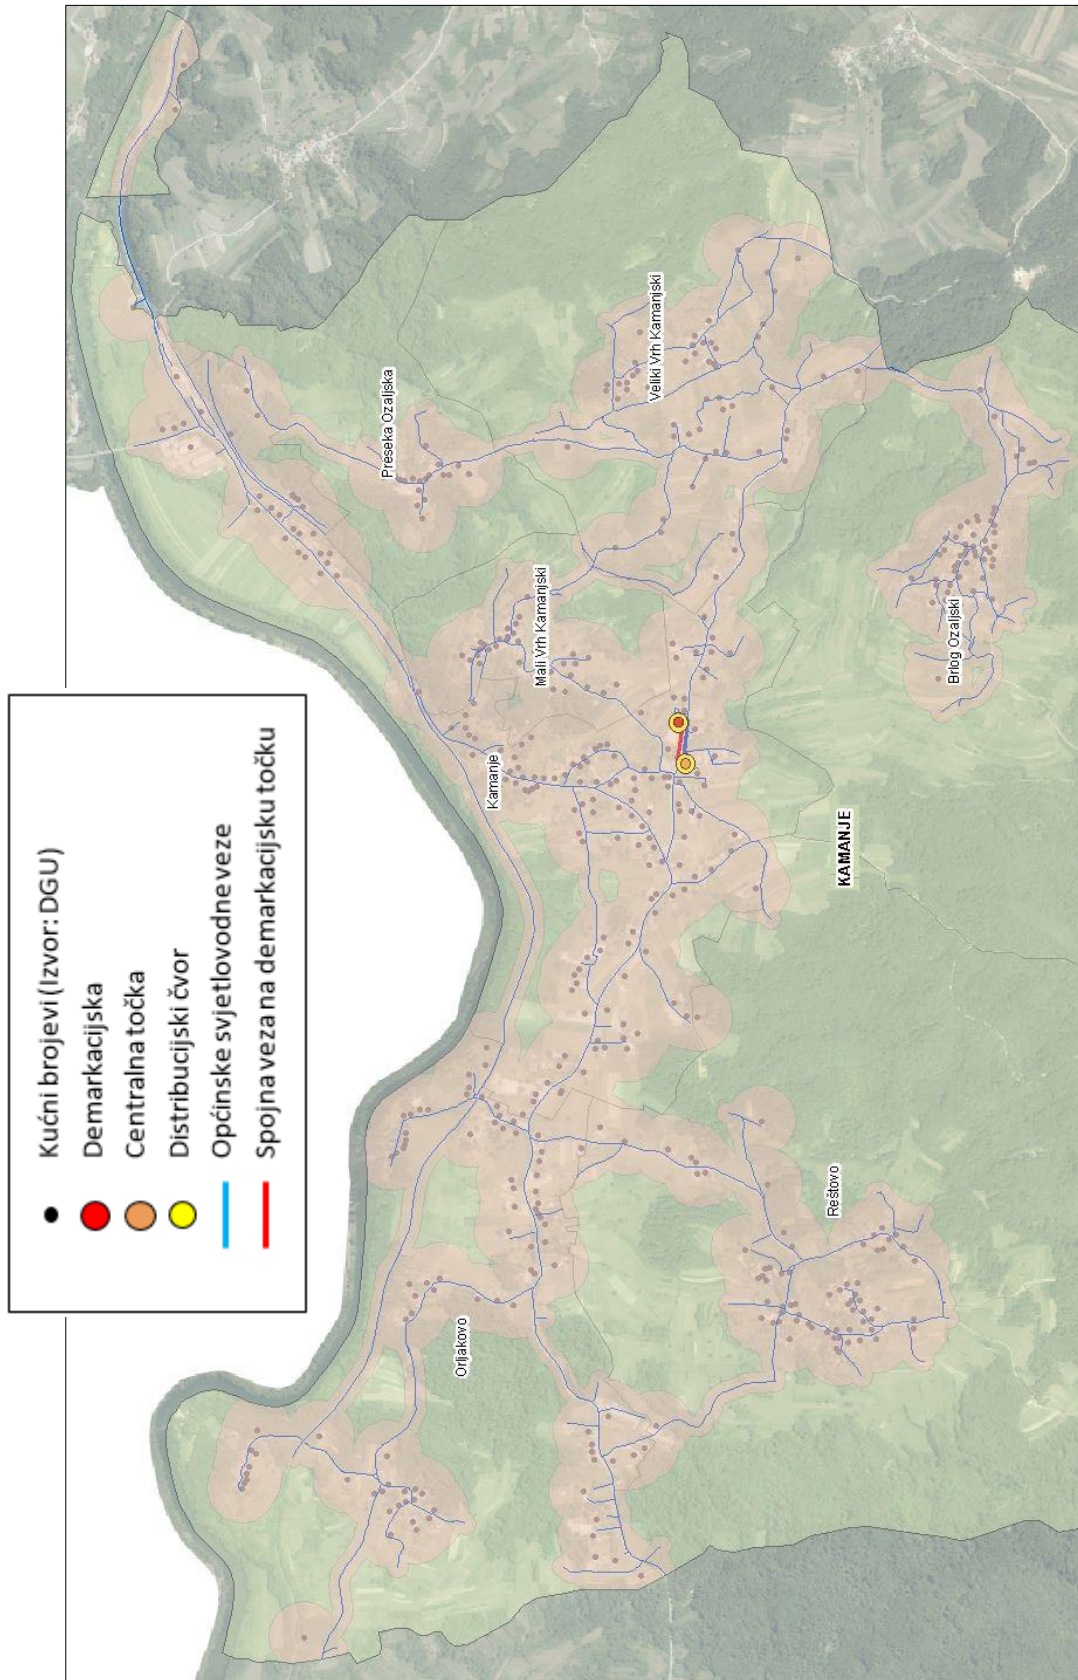 Kućni brojevi (Izvor: DGU)
Demarkacijska
Centralna točka
Distribucijski čvor
Općinske svjetlovodne veze
Spojna veza na demarkacijsku točku
Preseka Ozaljska
Veliki Vrh Kamanjski
Mali Vrh Kamanjski
Kamanje
Brlog Ozaljski
KAMANJE
Orljakovo
Reštovo